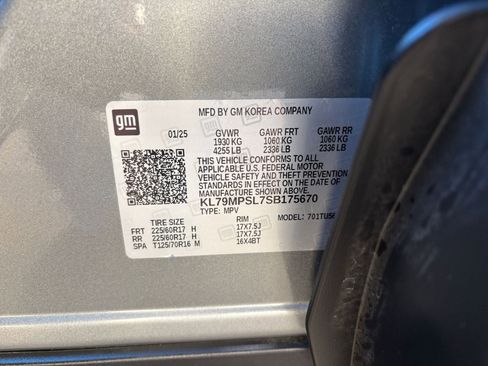 gm
MFD BY GM KOREA COMPANY
01/25 GVWR GAWR FRT GAWR RR
1930 KG 1060 KG 1060 KG
4255 LB 2336 LB 2336 LB
THIS VEHICLE CONFORMS TO ALL
APPLICABLE U.S. FEDERAL MOTOR
VEHICLE SAFETY AND THEFT
PREVENTION STANDARDS IN EFFECT
ON THE DATE OF
MANUFACTURE SHOWN ABOVE.
KL79MPSL7SB175670
TYPE: MPV MODEL: 701TU56
TIRE SIZE RIM
FRT 225/60R17 H 17X7.5J
RR 225/60R17 H 17X7.5J
SPA T125/70R16 M 16X4BT